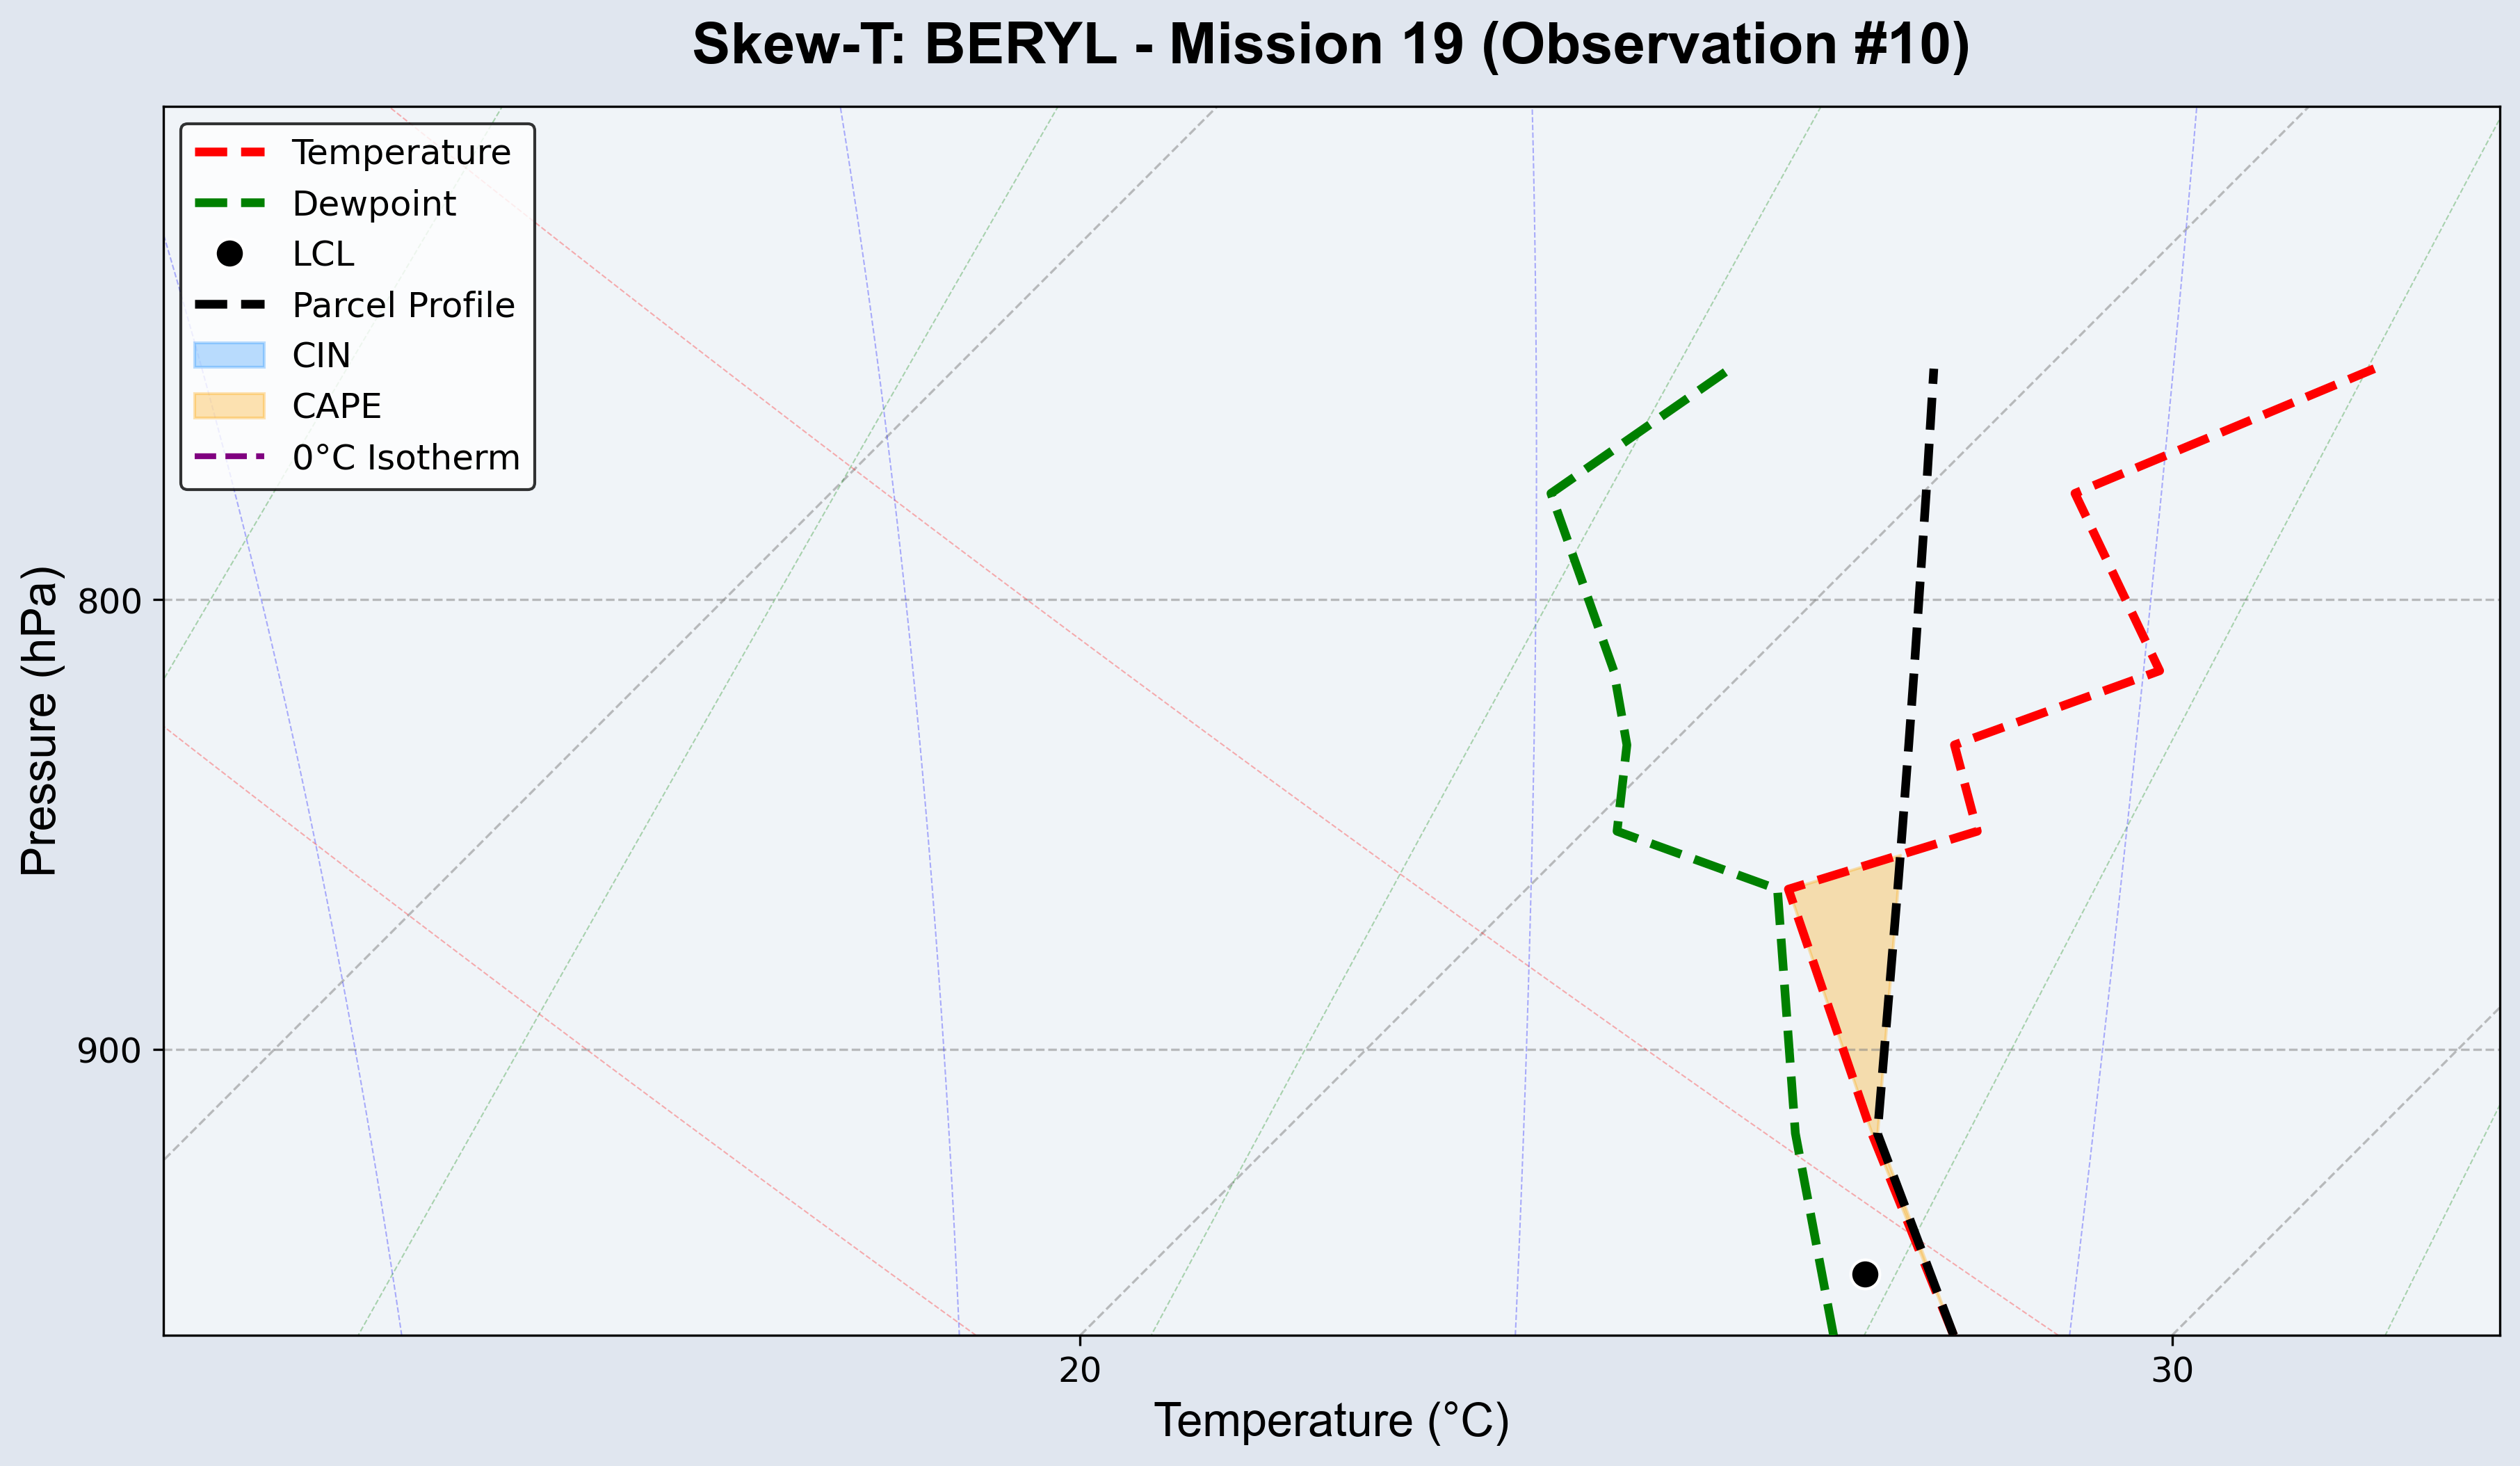 Skew-T: BERYL - Mission 19 (Observation #10)
Temperature
Dewpoint
LCL
Parcel Profile
CIN
CAPE
0°C Isotherm
Pressure (hPa)
800
900
20
30
Temperature (°C)